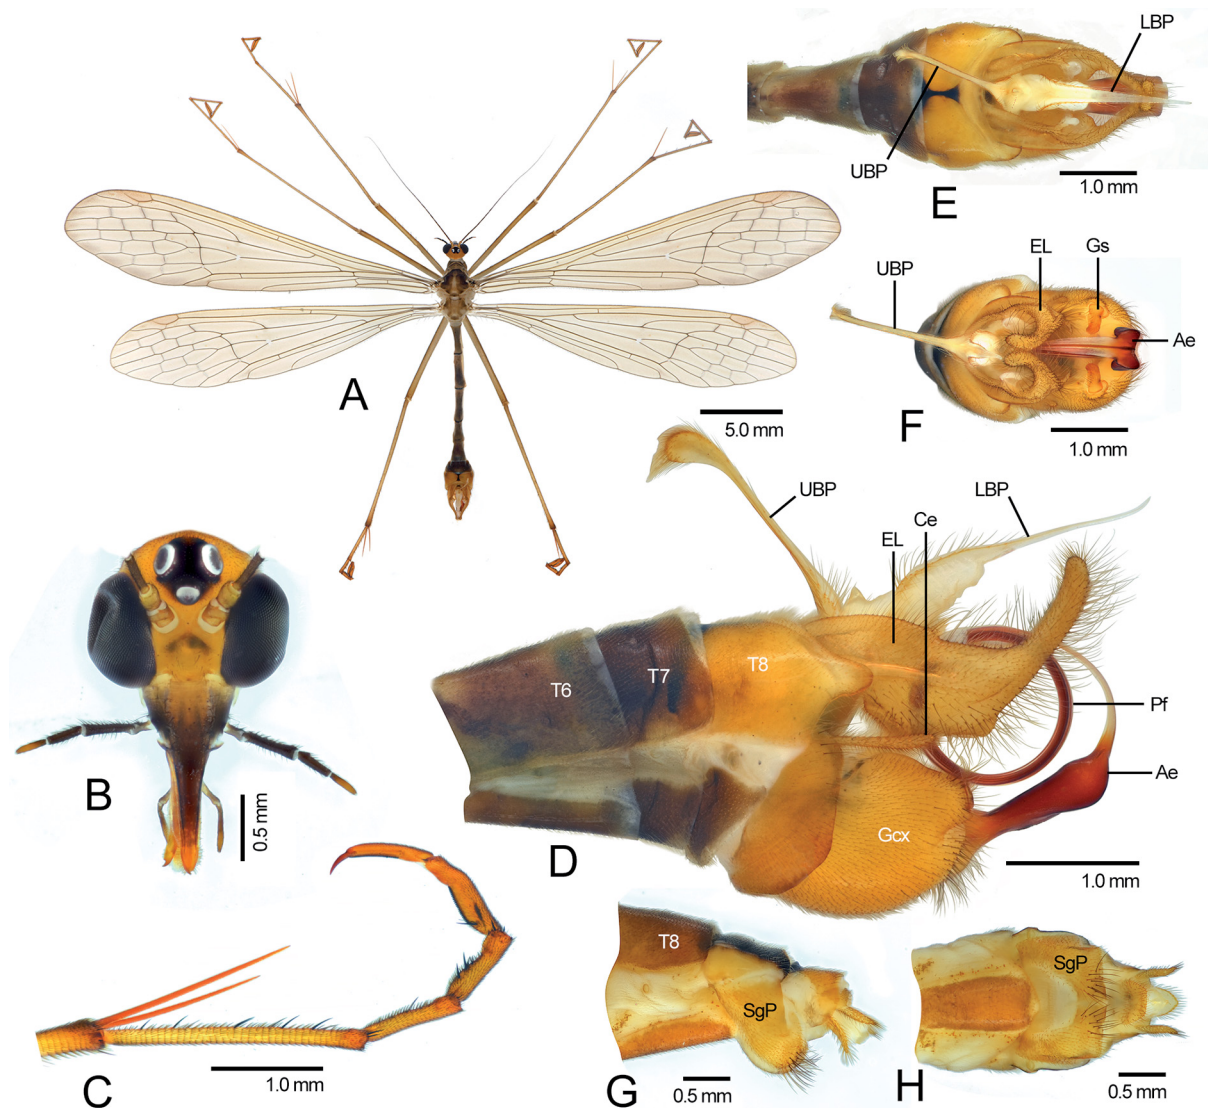 A
5.0 mm
B
0.5 mm
C
1.0 mm
UBP
Ce
EL
LBP
T6
T7
T8
Pf
Ae
Gcx
D
1.0 mm
LBP
UBP
E
1.0 mm
UBP
EL
Gs
Ae
F
1.0 mm
T8
SgP
G
0.5 mm
SgP
H
0.5 mm